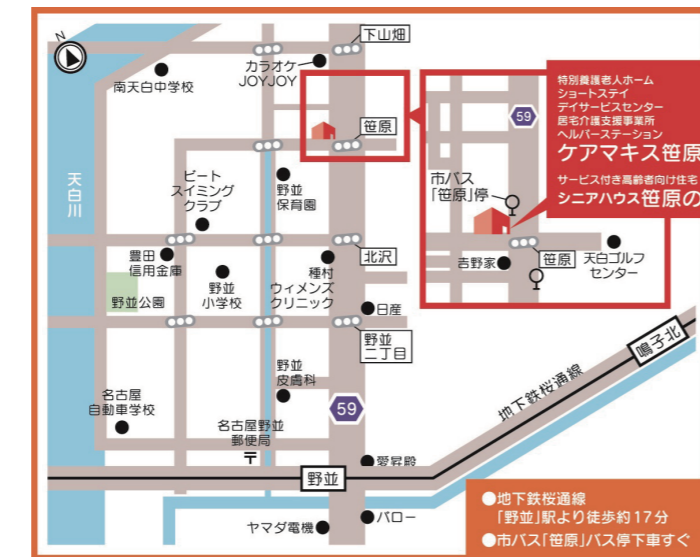 N
下山畑
カラオケ
JOYJOY
南天白中学校
笹原
天白川
ビート
スイミング
クラブ
野並
保育園
北沢
豊田
信用金庫
野並
小学校
種村
ウィメンズ
クリニック
野並公園
日産
野並
二丁目
野並
皮膚科
59
名古屋
自動車学校
名古屋野並
郵便局
〒
愛昇殿
野並
ヤマダ電機
バロー
地下鉄桜通線
鳴子北
特別養護老人ホーム
ショートステイ
デイサービスセンター
居宅介護支援事業所
ヘルパーステーション
ケアマキス笹原
サービス付き高齢者向け住宅
シニアハウス笹原の
59
市バス
「笹原」停
吉野家
笹原
天白ゴルフ
センター
●地下鉄桜通線
「野並」駅より徒歩約17分
●市バス「笹原」バス停下車すぐ